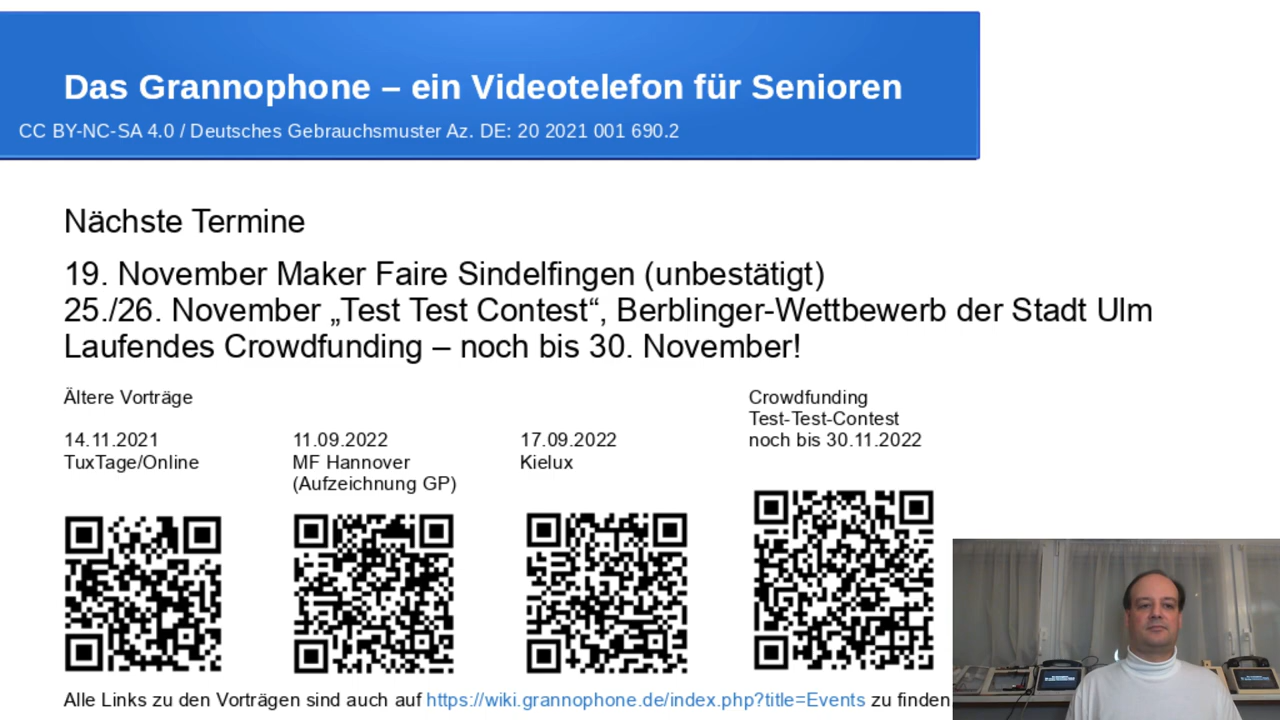 Das Grannophone – ein Videotelefon für Senioren
CC BY-NC-SA 4.0 / Deutsches Gebrauchsmuster Az. DE: 20 2021 001 690.2
Nächste Termine
19. November Maker Faire Sindelfingen (unbestätigt)
25./26. November „Test Test Contest“, Berblinger-Wettbewerb der Stadt Ulm
Laufendes Crowdfunding – noch bis 30. November!
Ältere Vorträge
14.11.2021
TuxTage/Online
11.09.2022
MF Hannover
(Aufzeichnung GP)
17.09.2022
Kielux
Crowdfunding
Test-Test-Contest
noch bis 30.11.2022
Alle Links zu den Vorträgen sind auch auf https://wiki.grannophone.de/index.php?title=Events zu finden